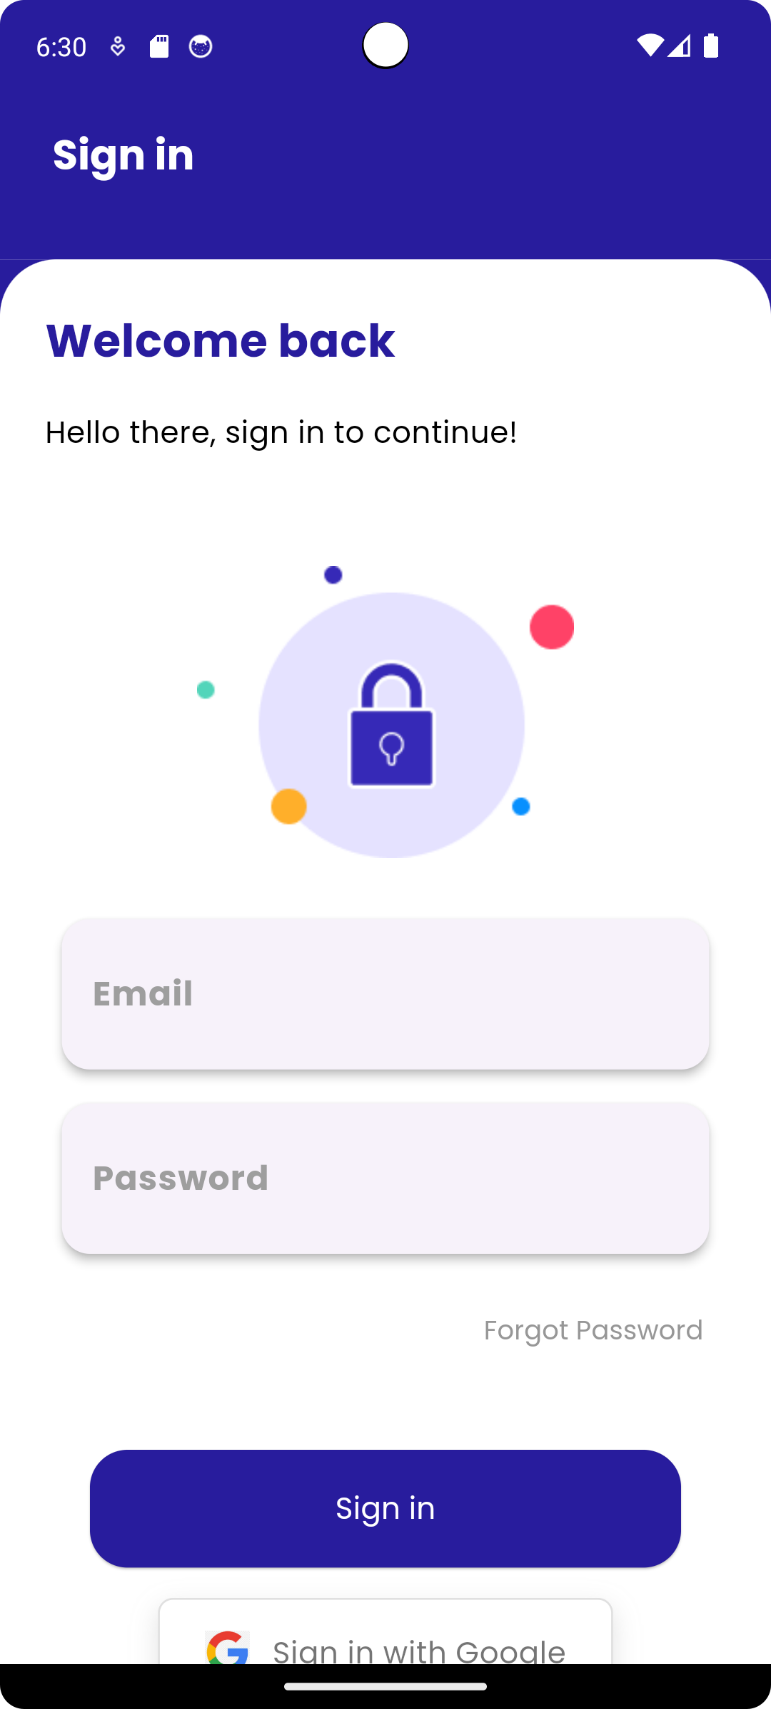 6:30
Sign in
Welcome back
Hello there, sign in to continue!
Email
Password
Forgot Password
Sign in
Sign in with Google